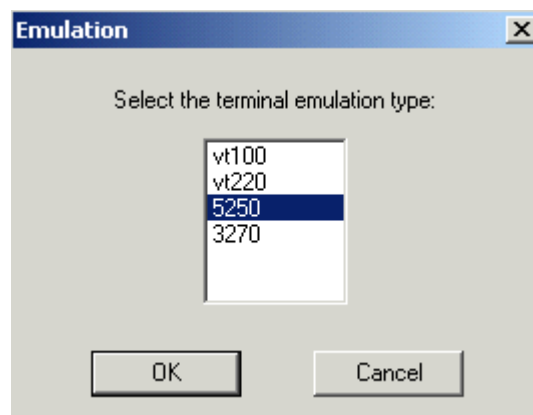 Emulation
Select the terminal emulation type:
vt100
vt220
5250
3270
OK
Cancel